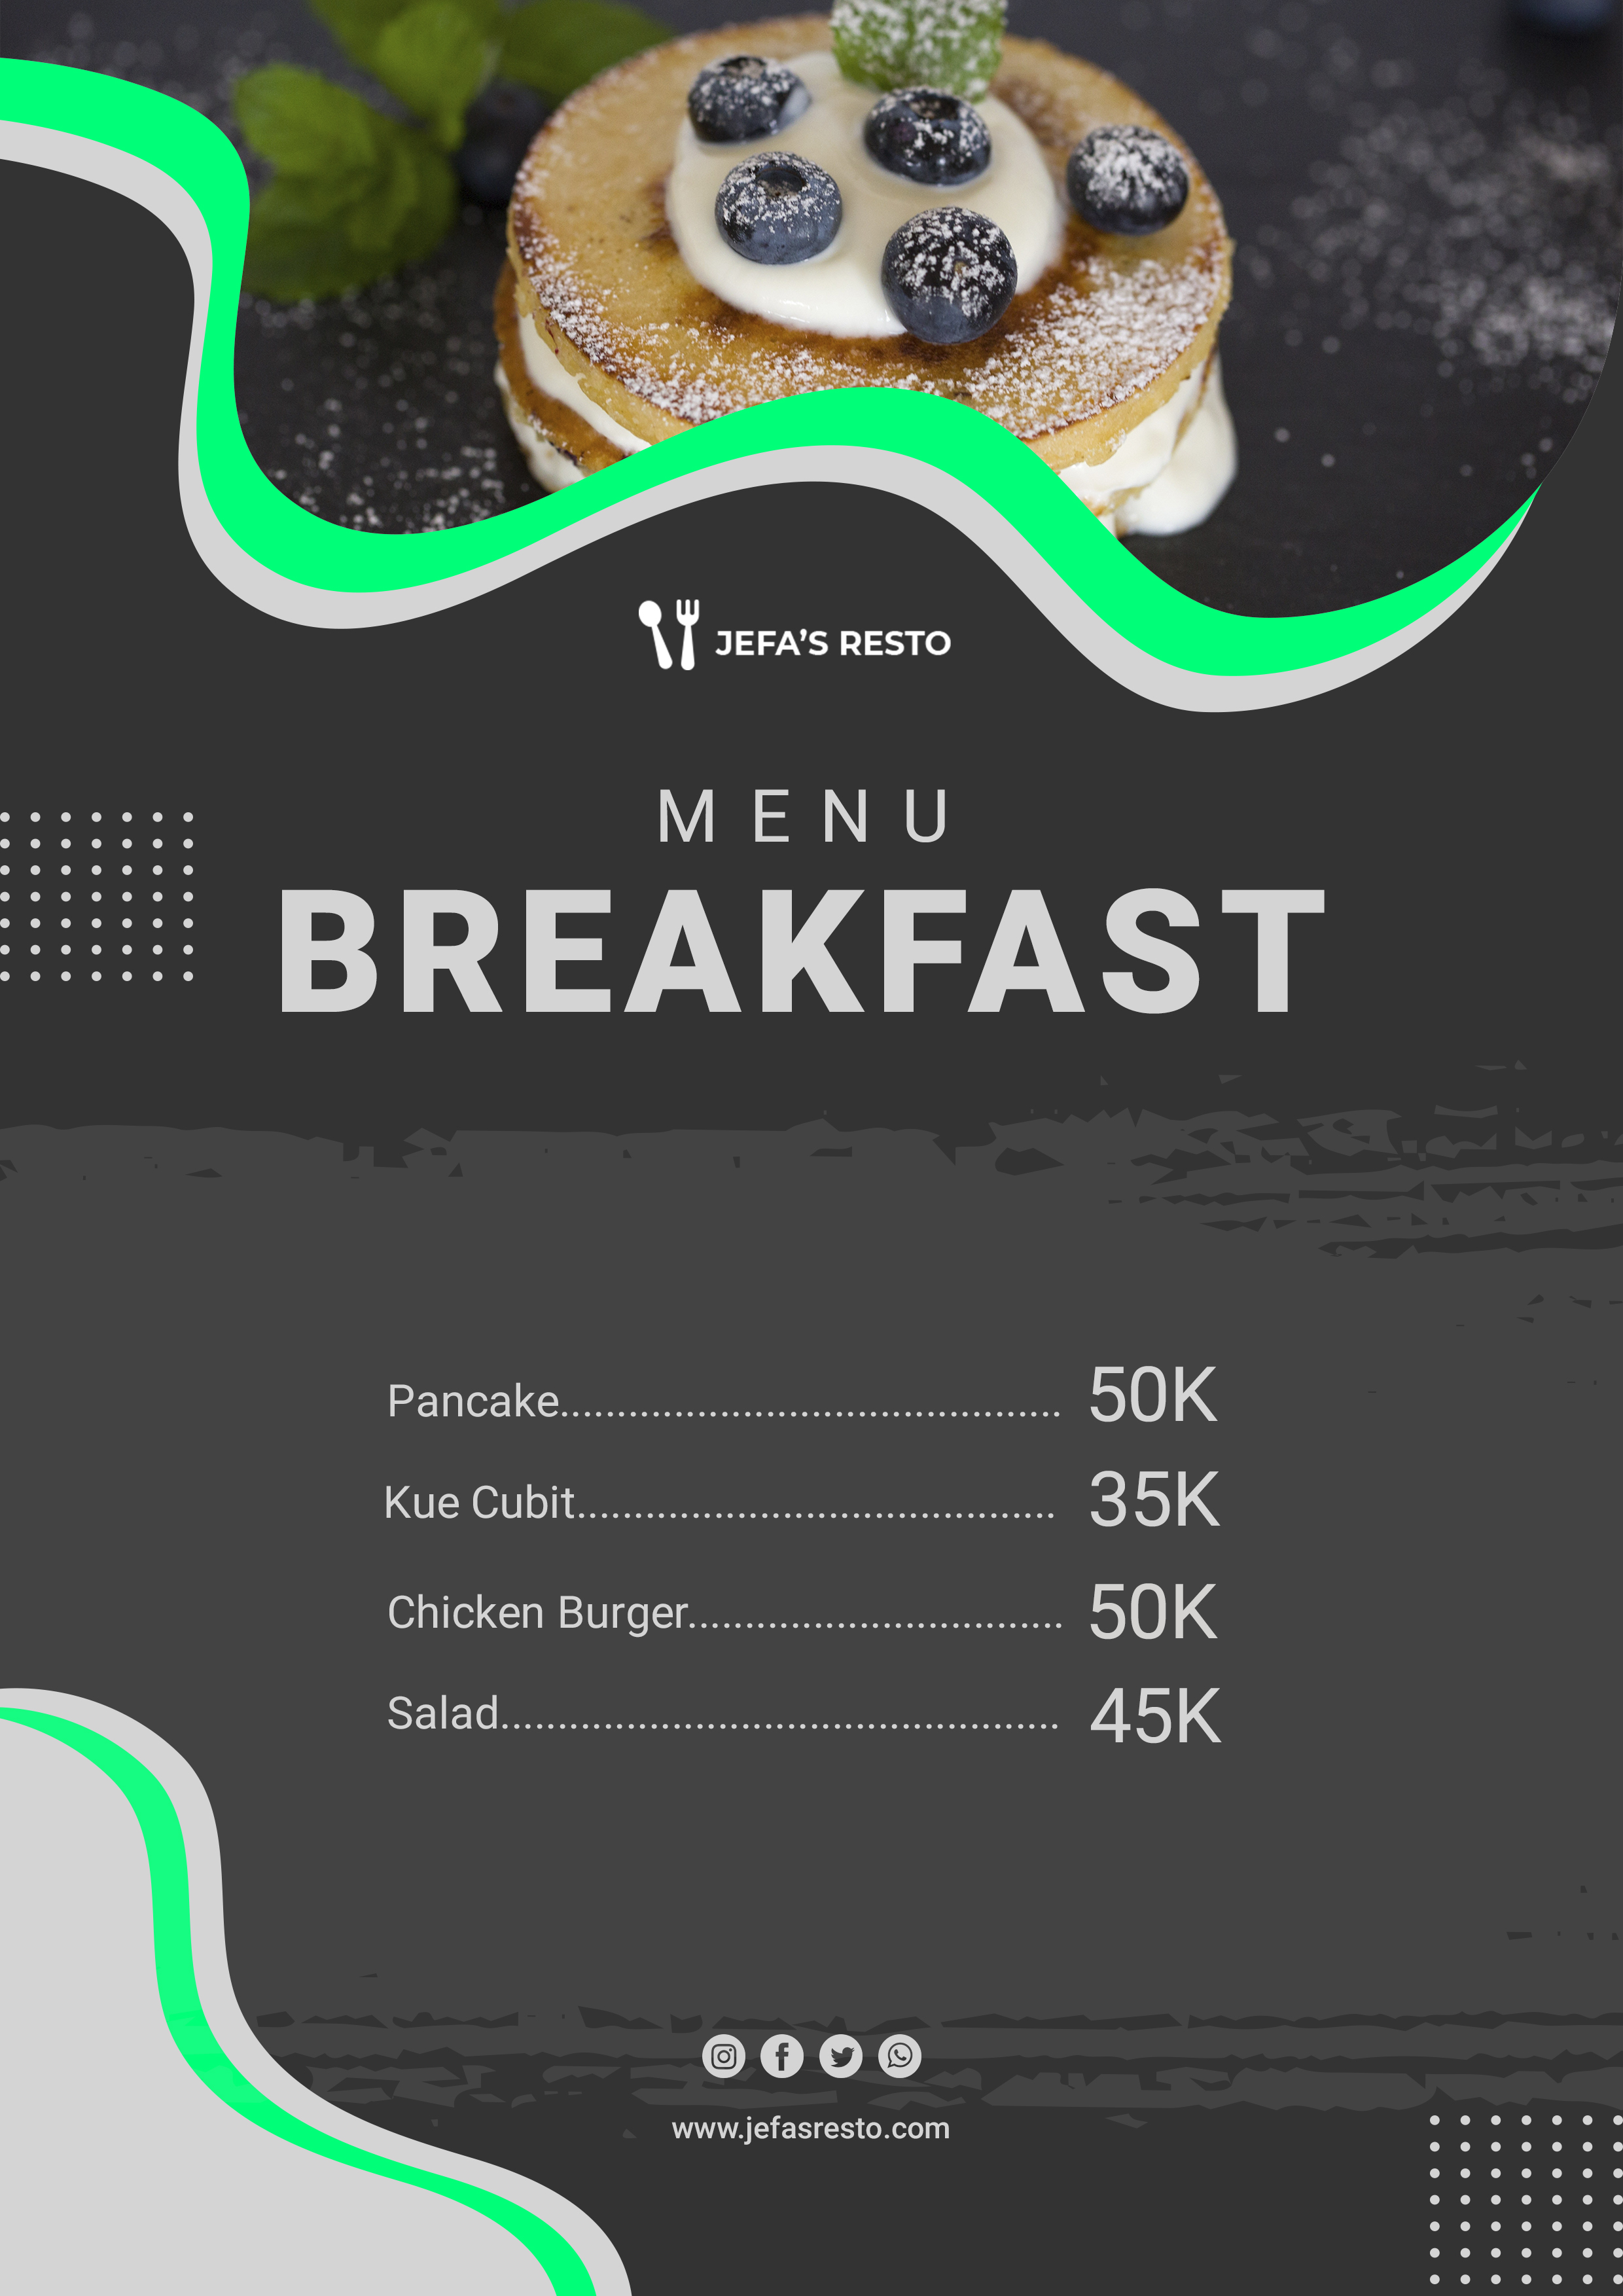 JEFA'S RESTO
MENU
BREAKFAST
Pancake........................................... 50K
Kue Cubit......................................... 35K
Chicken Burger................................ 50K
Salad................................................ 45K
www.jefasresto.com